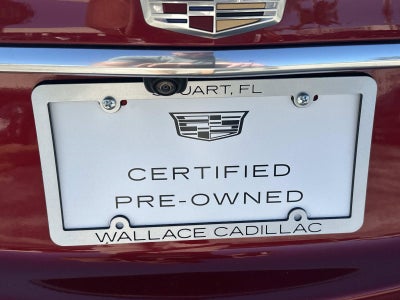 UART, FL
CERTIFIED
PRE-OWNED
WALLACE CADILLAC